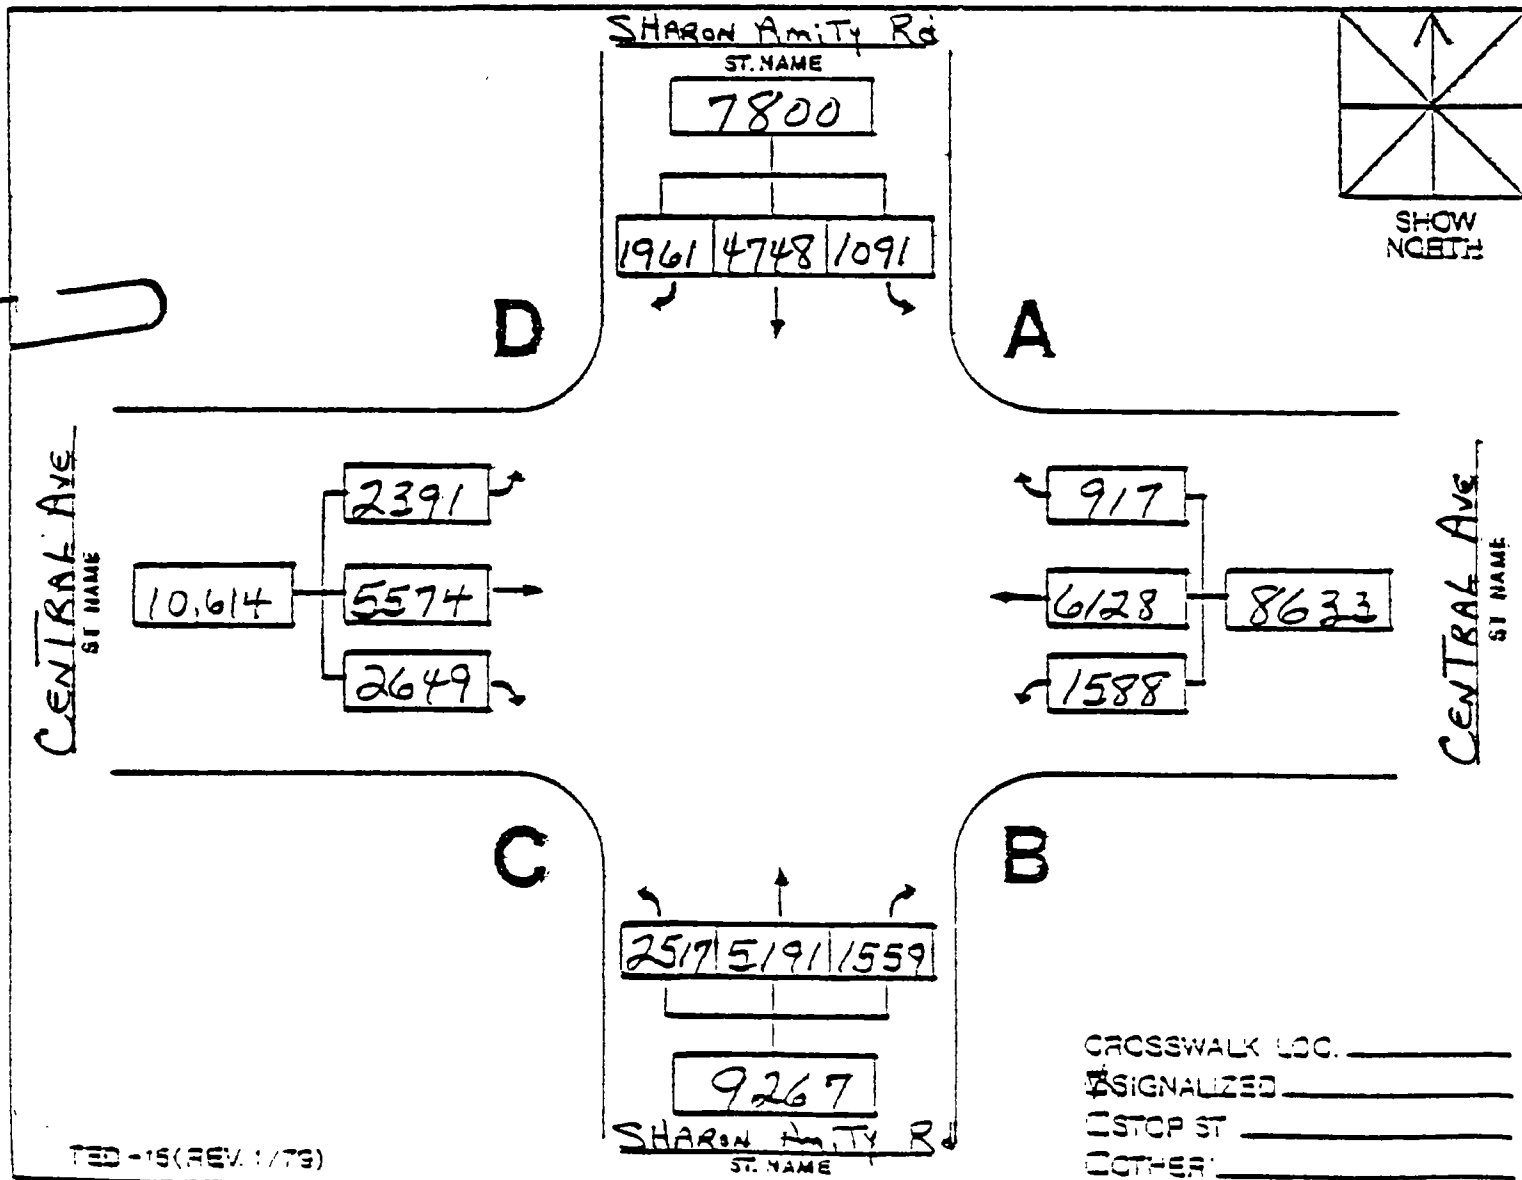 SHARON AMITY Rd
ST. NAME
7800
1961 4748 1091
SHOW
NORTH
D A
CENTRAL AVE
ST NAME
2391
10,614 5574
2649
917
6128 8633
1588
CENTRAL AVE
ST NAME
C B
2517 5191 1559
9267
SHARON AMITY Rd
ST. NAME
CROSSWALK LOC.
SIGNALIZED
STOP ST
OTHER
TED-16 (REV. 1/79)